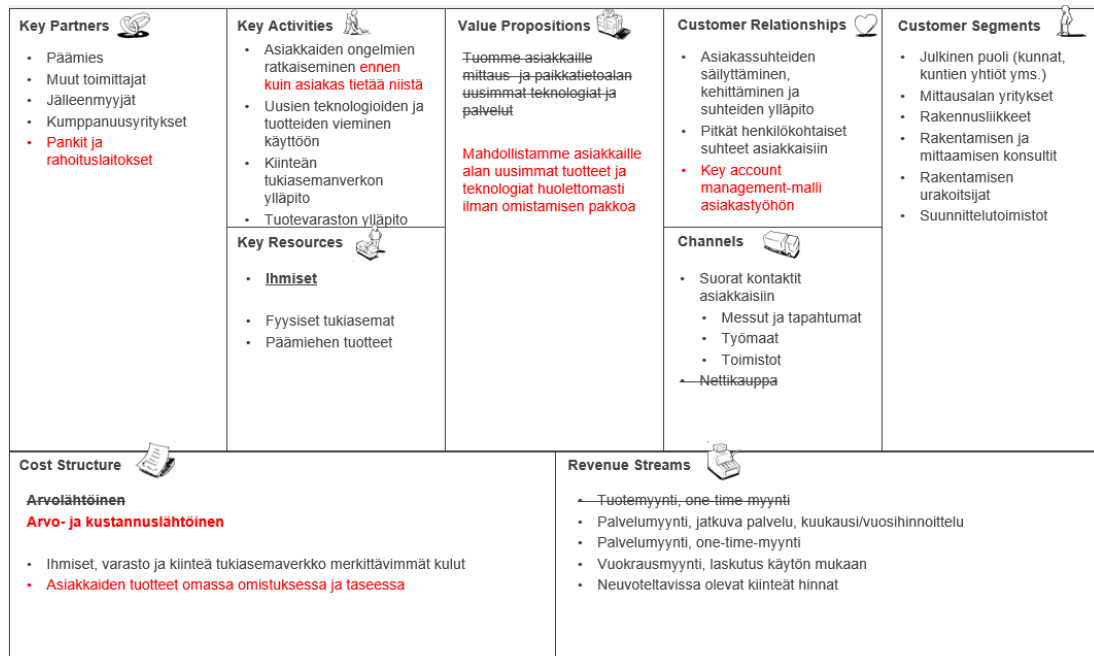 Key Partners
• Päämies
• Muut toimittajat
• Jälleenmyyjät
• Kumppanuusyritykset
• Pankit ja
rahoituslaitokset
Key Activities
• Asiakkaiden ongelmien
ratkaiseminen ennen
kuin asiakas tietää niistä
• Uusien teknologioiden ja
tuotteiden vieminen
käyttöön
• Kiinteän
tukiasemanverkon
ylläpito
• Tuotevaraston ylläpito
Key Resources
• Ihmiset
• Fyysiset tukiasemat
• Päämiehen tuotteet
Value Propositions
Tuomme asiakkaille
mittaus- ja paikkatietoalan
uusimmat teknologiat ja
palvelut
Mahdollistamme asiakkaille
alan uusimmat tuotteet ja
teknologiat huolettomasti
ilman omistamisen pakkoa
Customer Relationships
• Asiakassuhteiden
säilyttäminen,
kehittäminen ja
suhteiden ylläpito
• Pitkät henkilökohtaiset
suhteet asiakkaisiin
• Key account
management-malli
asiakastyöhön
Channels
• Suorat kontaktit
asiakkaisiin
• Messut ja tapahtumat
• Työmaat
• Toimistot
• Nettikauppa
Customer Segments
• Julkinen puoli (kunnat,
kuntien yhtiöt yms.)
• Mittausalan yritykset
• Rakennusliikkeet
• Rakentamisen ja
mittaamisen konsultit
• Rakentamisen
urakoitsijat
• Suunnittelutoimistot
Cost Structure
Arvolähtöinen
Arvo- ja kustannuslähtöinen
• Ihmiset, varasto ja kiinteä tukiasemaverkko merkittävimmät kulut
• Asiakkaiden tuotteet omassa omistuksessa ja taseessa
Revenue Streams
• Tuotemyynti, one-time-myynti
• Palvelumyynti, jatkuva palvelu, kuukausi/vuosihinnoittelu
• Palvelumyynti, one-time-myynti
• Vuokrausmyynti, laskutus käytön mukaan
• Neuvoteltavissa olevat kiinteät hinnat